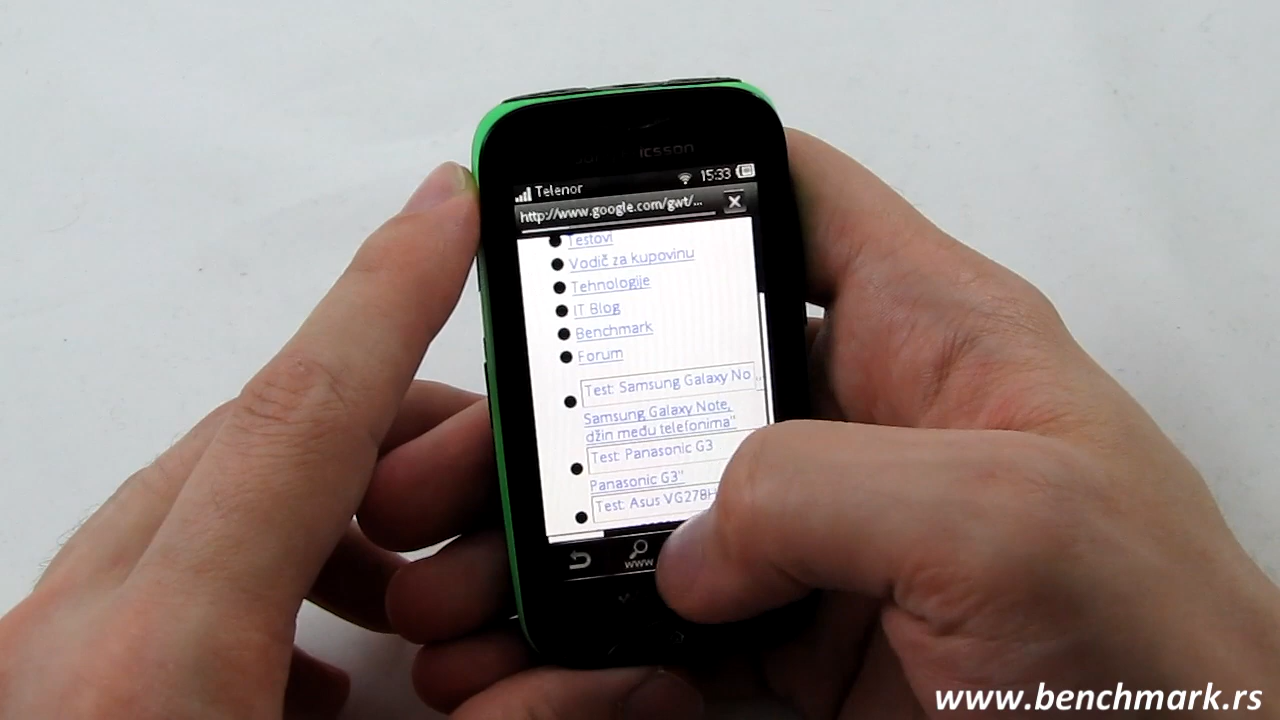 icsson
Telenor 15:33
http://www.google.com/gwt/...
Testovi
Vodič za kupovinu
Tehnologije
IT Blog
Benchmark
Forum
Test: Samsung Galaxy No ...
Samsung Galaxy Note,
džin među telefonima"
Test: Panasonic G3
Panasonic G3"
Test: Asus VG278H
www
www.benchmark.rs